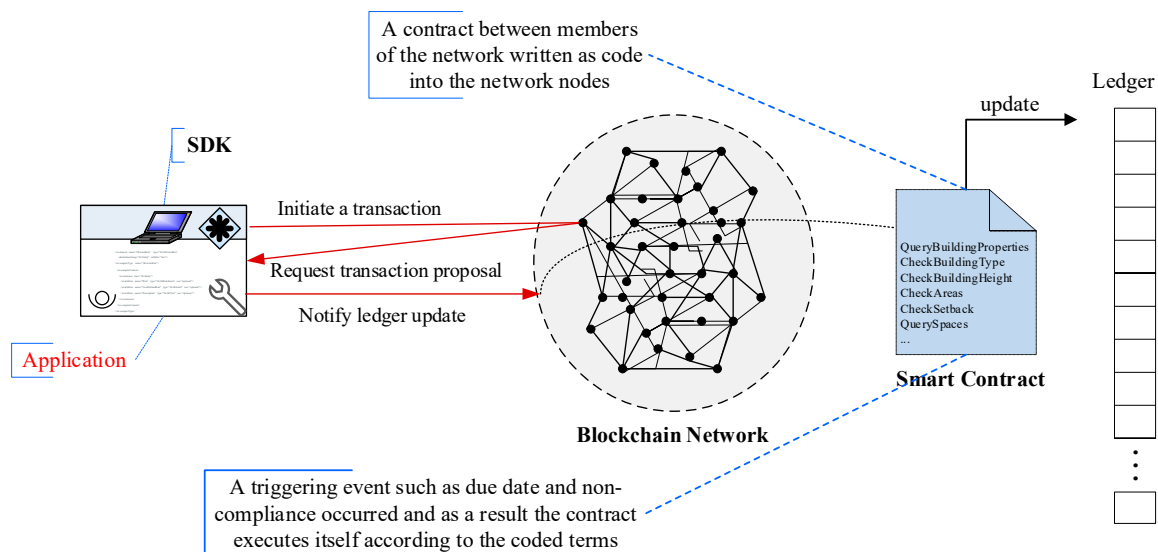 A contract between members
of the network written as code
into the network nodes
Ledger
update
SDK
Initiate a transaction
Request transaction proposal
Notify ledger update
Application
QueryBuildingProperties
CheckBuildingType
CheckBuildingHeight
CheckAreas
CheckSetback
QuerySpaces
...
Smart Contract
Blockchain Network
A triggering event such as due date and non-
compliance occurred and as a result the contract
executes itself according to the coded terms